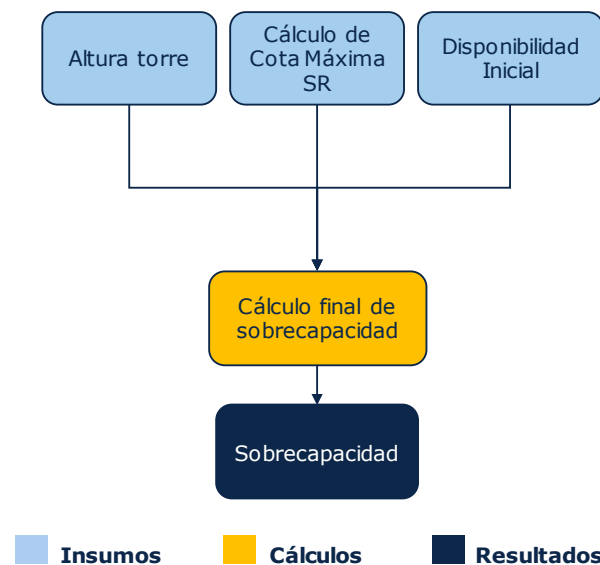 Altura torre
Cálculo de
Cota Máxima
SR
Disponibilidad
Inicial
Cálculo final de
sobrecapacidad
Sobrecapacidad
Insumos
Cálculos
Resultados